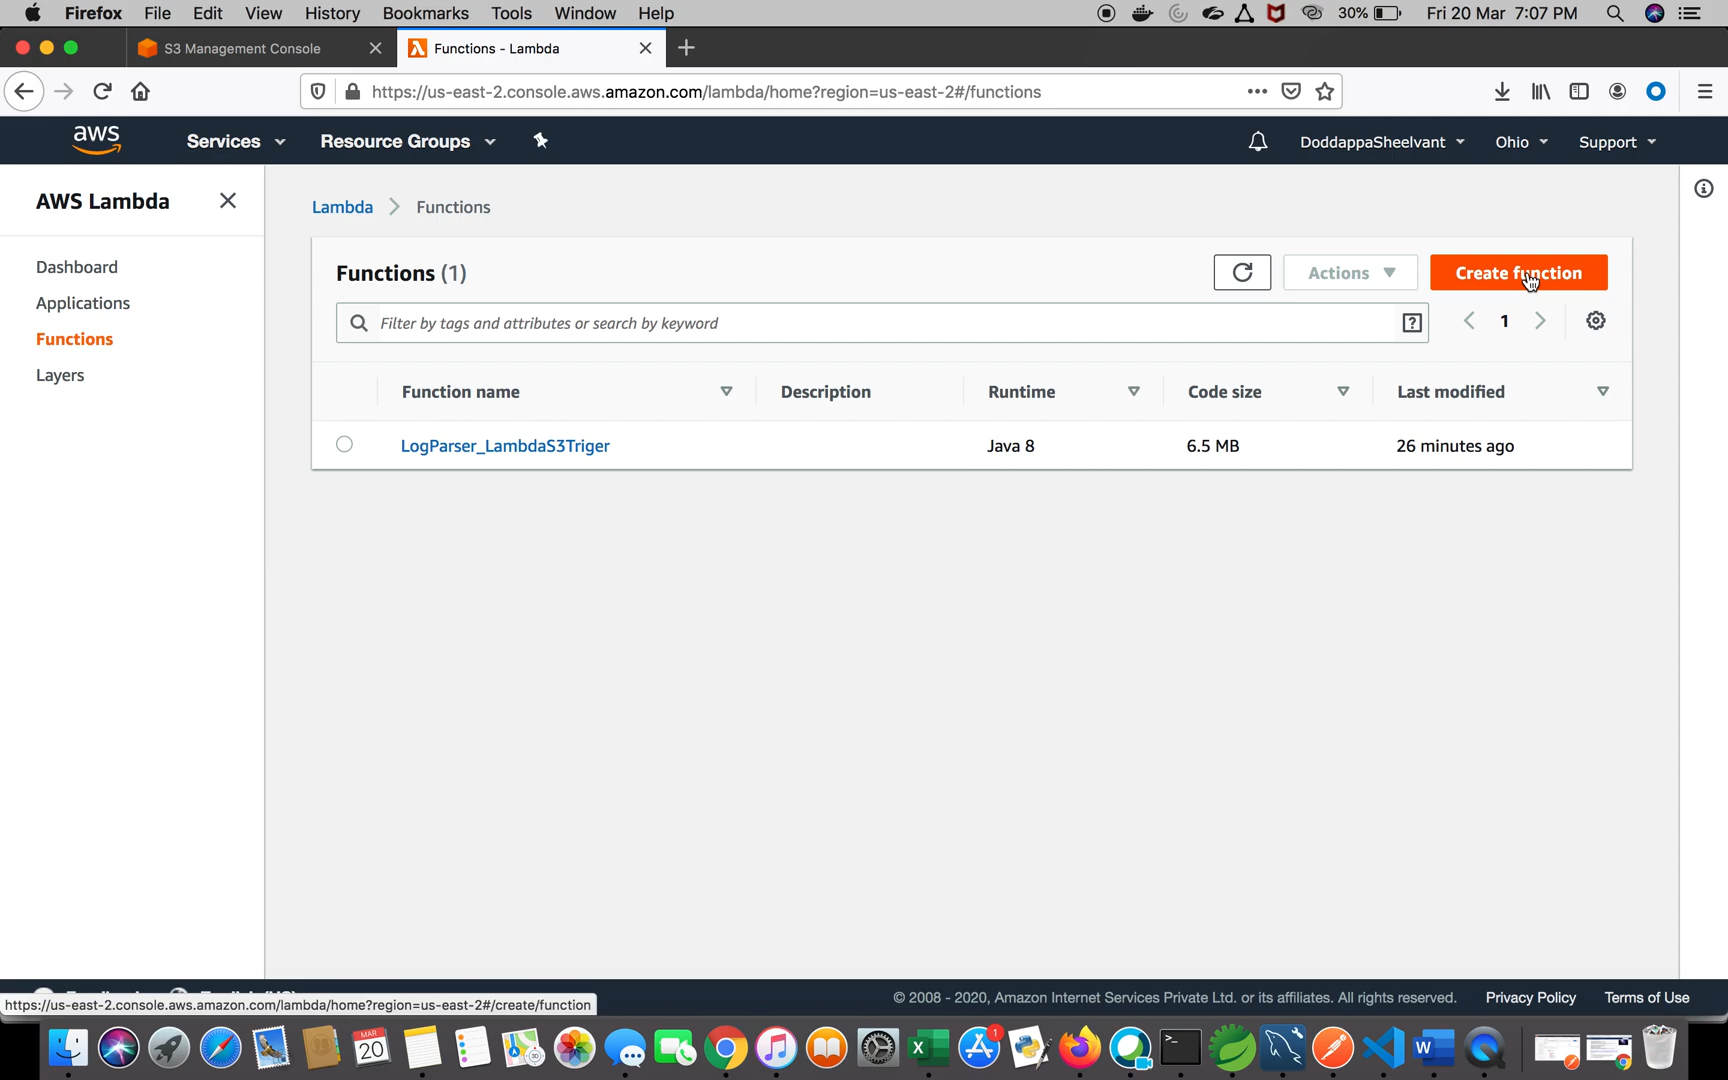 Firefox File Edit View History Bookmarks Tools Window Help 30% Fri 20 Mar 7:07 PM
S3 Management Console Functions - Lambda
https://us-east-2.console.aws.amazon.com/lambda/home?region=us-east-2#/functions
aws Services Resource Groups DoddappaSheelvant Ohio Support
AWS Lambda
Dashboard
Applications
Functions
Layers
Lambda Functions
Functions (1) Actions Create function
Filter by tags and attributes or search by keyword ? 1
Function name Description Runtime Code size Last modified
LogParser_LambdaS3Triger Java 8 6.5 MB 26 minutes ago
© 2008 - 2020, Amazon Internet Services Private Ltd. or its affiliates. All rights reserved. Privacy Policy Terms of Use
https://us-east-2.console.aws.amazon.com/lambda/home?region=us-east-2#/create/function
MAR
20
1